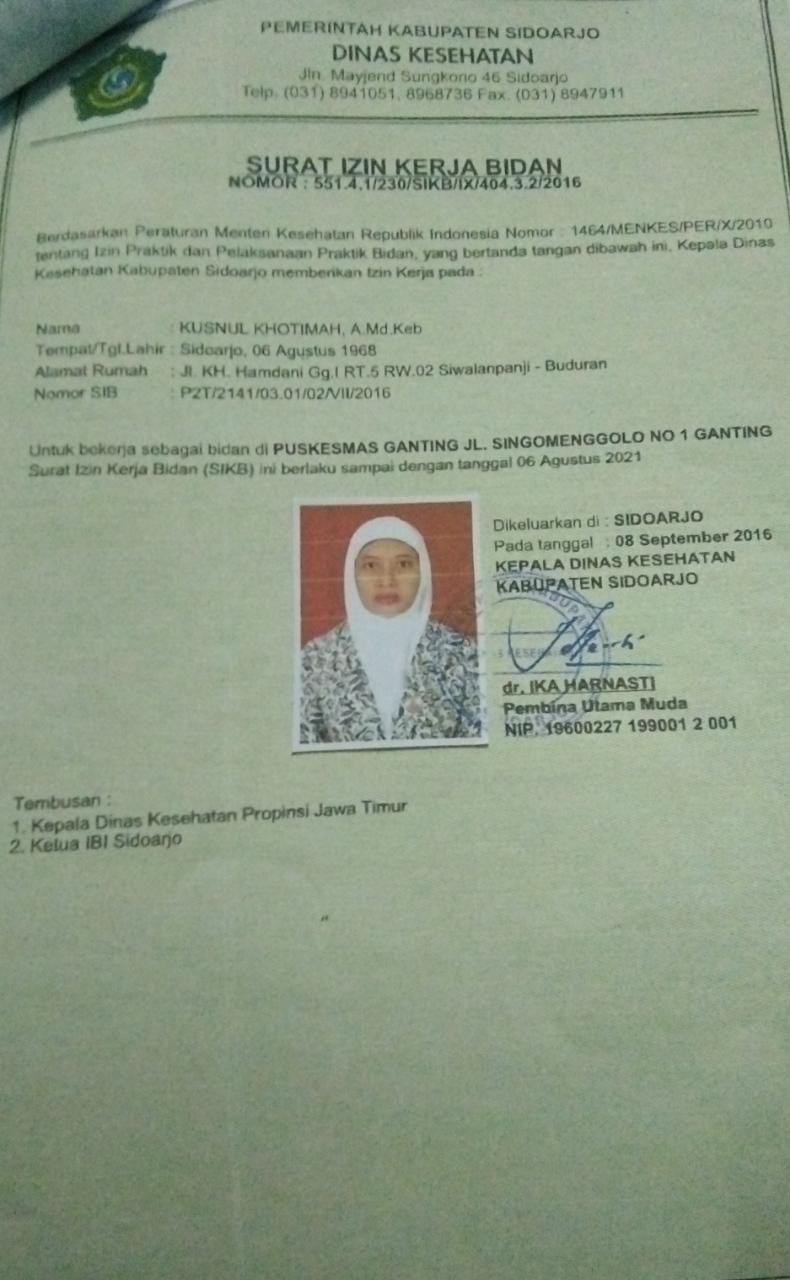 PEMERINTAH KABUPATEN SIDOARJO
DINAS KESEHATAN
Jln. Mayjend Sungkono 46 Sidoarjo
Telp. (031) 8941051, 8968736 Fax. (031) 8947911
SURAT IZIN KERJA BIDAN
NOMOR : 551.4.1/230/SIKB/IX/404.3.2/2016
Berdasarkan Peraturan Menteri Kesehatan Republik Indonesia Nomor : 1464/MENKES/PER/X/2010
tentang Izin Praktik dan Pelaksanaan Praktik Bidan, yang bertanda tangan dibawah ini, Kepala Dinas
Kesehatan Kabupaten Sidoarjo memberikan Izin Kerja pada :
Nama : KUSNUL KHOTIMAH, A.Md.Keb
Tempat/Tgl.Lahir : Sidoarjo, 06 Agustus 1968
Alamat Rumah : Jl. KH. Hamdani Gg.I RT.5 RW.02 Siwalanpanji - Buduran
Nomor SIB : P2T/2141/03.01/02/VII/2016
Untuk bekerja sebagai bidan di PUSKESMAS GANTING JL. SINGOMENGGOLO NO 1 GANTING
Surat Izin Kerja Bidan (SIKB) ini berlaku sampai dengan tanggal 06 Agustus 2021
Dikeluarkan di : SIDOARJO
Pada tanggal : 08 September 2016
KEPALA DINAS KESEHATAN
KABUPATEN SIDOARJO
dr. IKA HARNASTI
Pembina Utama Muda
NIP. 19600227 199001 2 001
Tembusan :
1. Kepala Dinas Kesehatan Propinsi Jawa Timur
2. Ketua IBI Sidoarjo